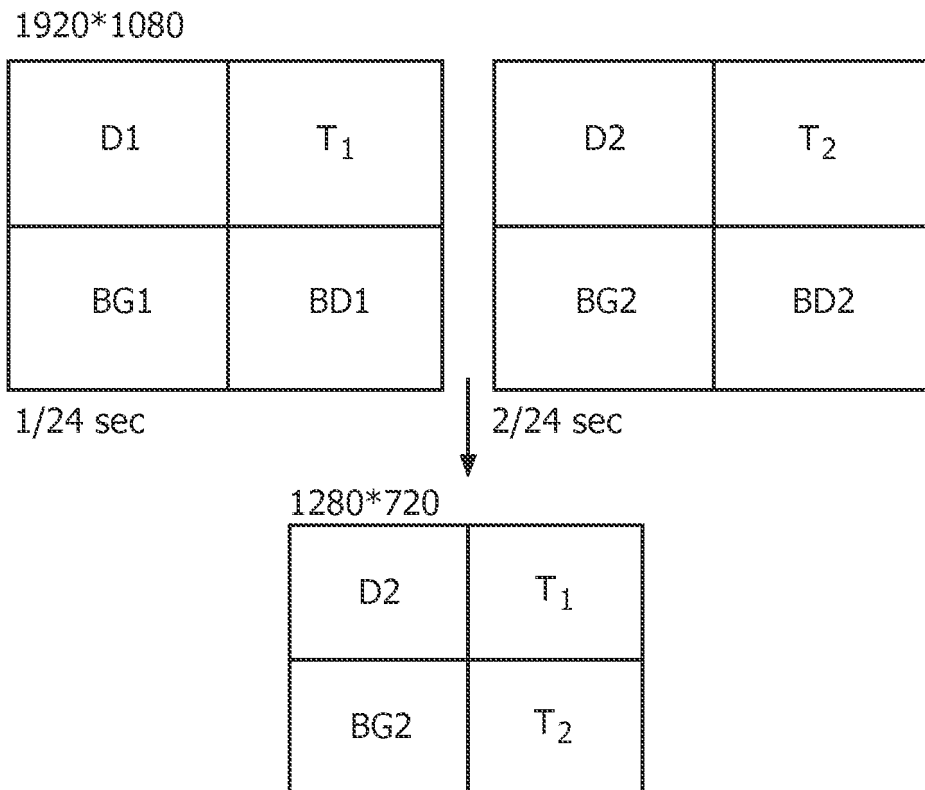 1920*1080
D1 T1 D2 T2
BG1 BD1 BG2 BD2
1/24 sec 2/24 sec
1280*720
D2 T1
BG2 T2